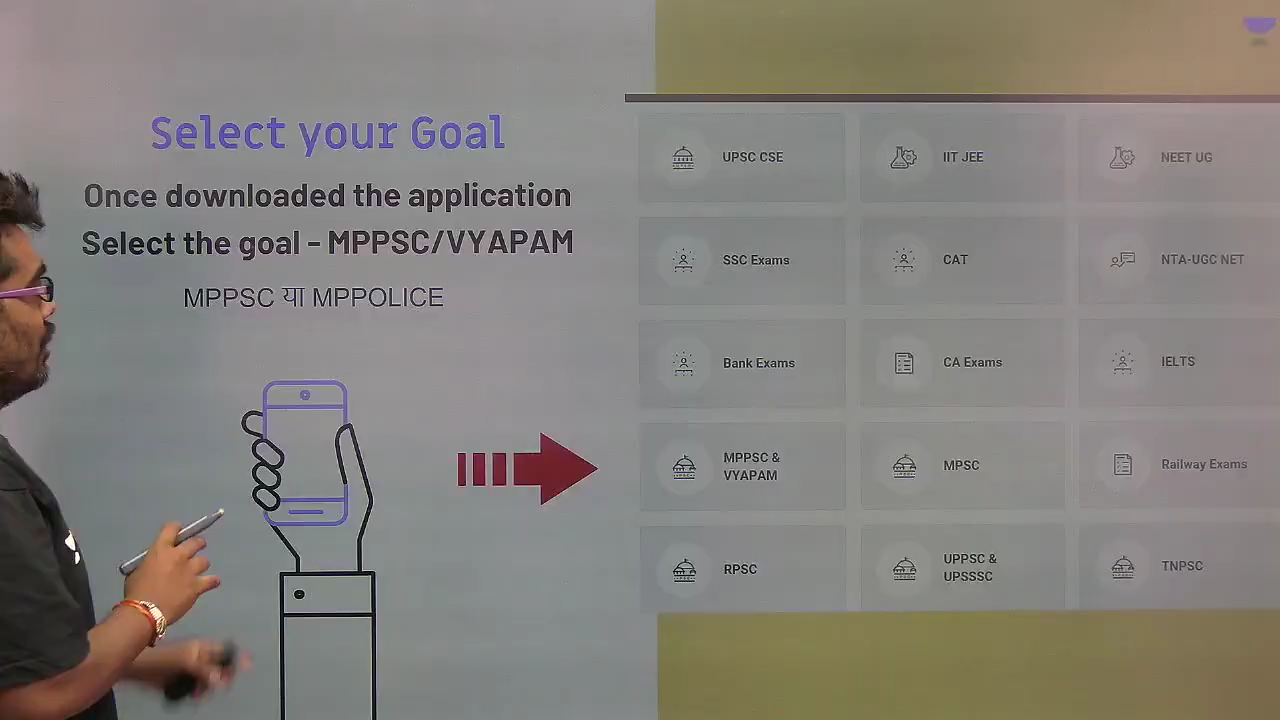 Select your Goal
Once downloaded the application
Select the goal - MPPSC/VYAPAM
MPPSC या MPPOLICE
UPSC CSE
IIT JEE
NEET UG
SSC Exams
CAT
NTA-UGC NET
Bank Exams
CA Exams
IELTS
MPPSC &
VYAPAM
MPSC
Railway Exams
RPSC
UPPSC &
UPSSSC
TNPSC